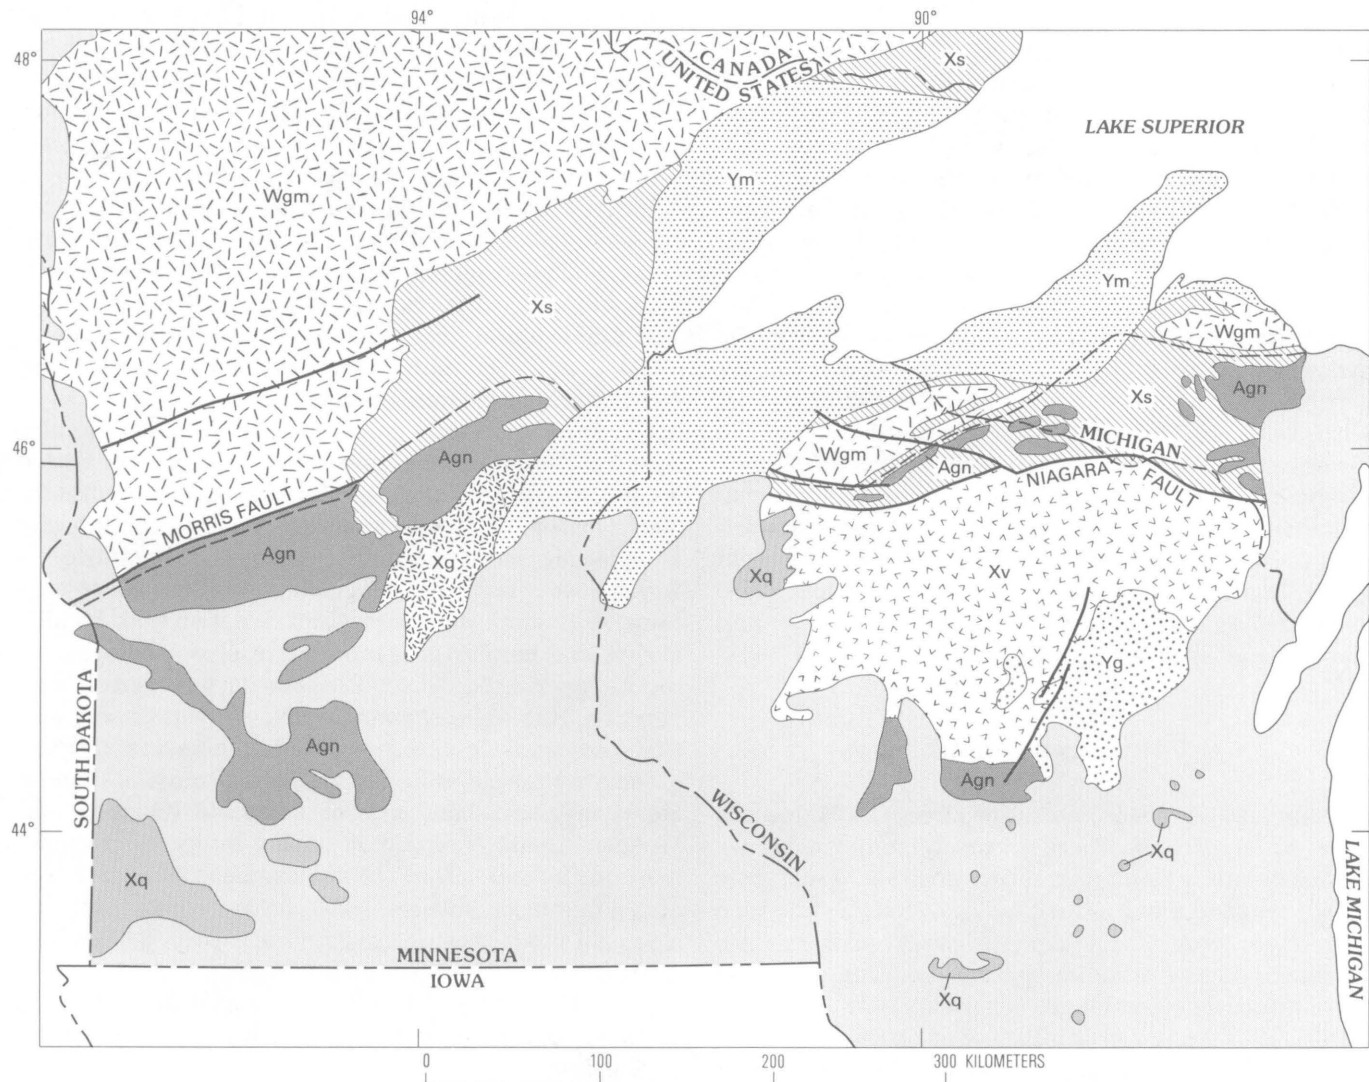 94°
90°
48°
CANADA
UNITED STATES
Xs
LAKE SUPERIOR
Wgm
Ym
Ym
Xs
Wgm
Agn
Xs
46°
Agn
MICHIGAN
Wgm
Agn
NIAGARA FAULT
MORRIS FAULT
Agn
Xg
Xq
Xv
Yg
SOUTH DAKOTA
Agn
Agn
WISCONSIN
44°
Xq
Xq
LAKE MICHIGAN
MINNESOTA
IOWA
Xq
0
100
200
300 KILOMETERS